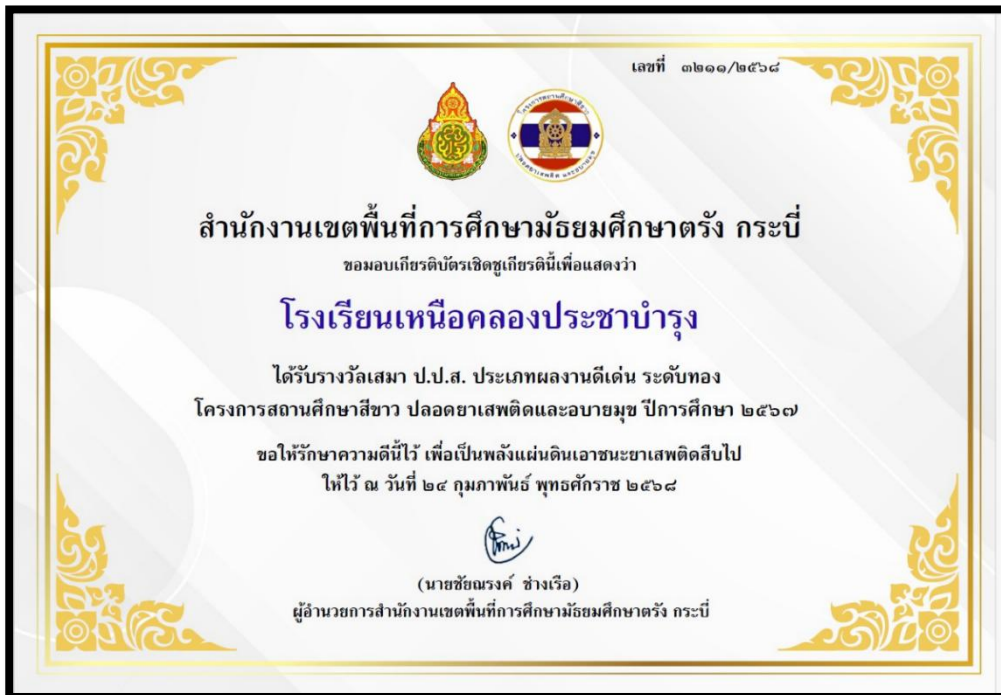 เลขที่ ๓๒๑๑/๒๕๖๘
สำนักงานเขตพื้นที่การศึกษามัธยมศึกษาตรัง กระบี่
ขอมอบเกียรติบัตรเชิดชูเกียรตินี้เพื่อแสดงว่า
โรงเรียนเหนือคลองประชาบำรุง
ได้รับรางวัลเสมา ป.ป.ส. ประเภทผลงานดีเด่น ระดับทอง
โครงการสถานศึกษาสีขาว ปลอดยาเสพติดและอบายมุข ปีการศึกษา ๒๕๖๗
ขอให้รักษาความดีนี้ไว้ เพื่อเป็นพลังแผ่นดินเอาชนะยาเสพติดสืบไป
ให้ไว้ ณ วันที่ ๒๔ กุมภาพันธ์ พุทธศักราช ๒๕๖๘
(นายชัยณรงค์ ช่างเรือ)
ผู้อำนวยการสำนักงานเขตพื้นที่การศึกษามัธยมศึกษาตรัง กระบี่